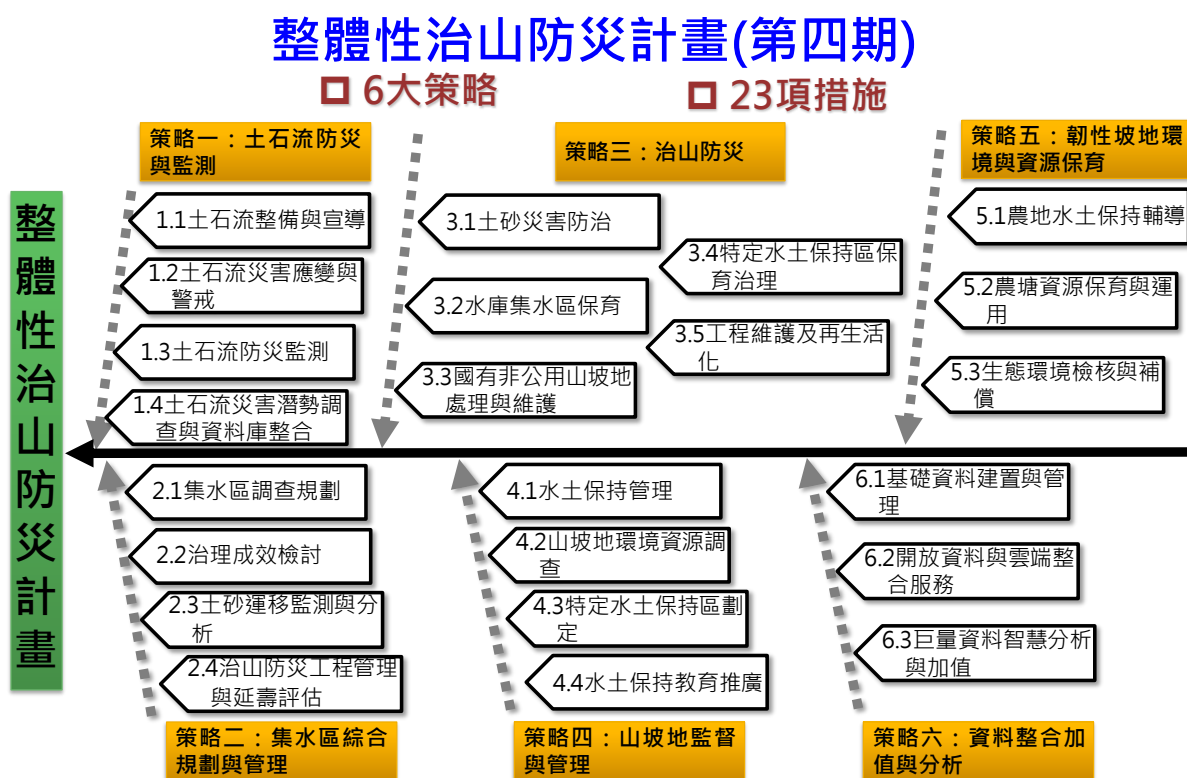 整體性治山防災計畫(第四期)
6大策略
23項措施
整體性治山防災計畫
策略一：土石流防災
與監測
1.1土石流整備與宣導
1.2土石流災害應變與
警戒
1.3土石流防災監測
1.4土石流災害潛勢調
查與資料庫整合
策略三：治山防災
3.1土砂災害防治
3.2水庫集水區保育
3.3國有非公用山坡地
處理與維護
3.4特定水土保持區保
育治理
3.5工程維護及再生活
化
策略五：韌性坡地環
境與資源保育
5.1農地水土保持輔導
5.2農塘資源保育與運
用
5.3生態環境檢核與補
償
2.1集水區調查規劃
2.2治理成效檢討
2.3土砂運移監測與分
析
2.4治山防災工程管理
與延壽評估
策略二：集水區綜合
規劃與管理
4.1水土保持管理
4.2山坡地環境資源調
查
4.3特定水土保持區劃
定
4.4水土保持教育推廣
策略四：山坡地監督
與管理
6.1基礎資料建置與管
理
6.2開放資料與雲端整
合服務
6.3巨量資料智慧分析
與加值
策略六：資料整合加
值與分析